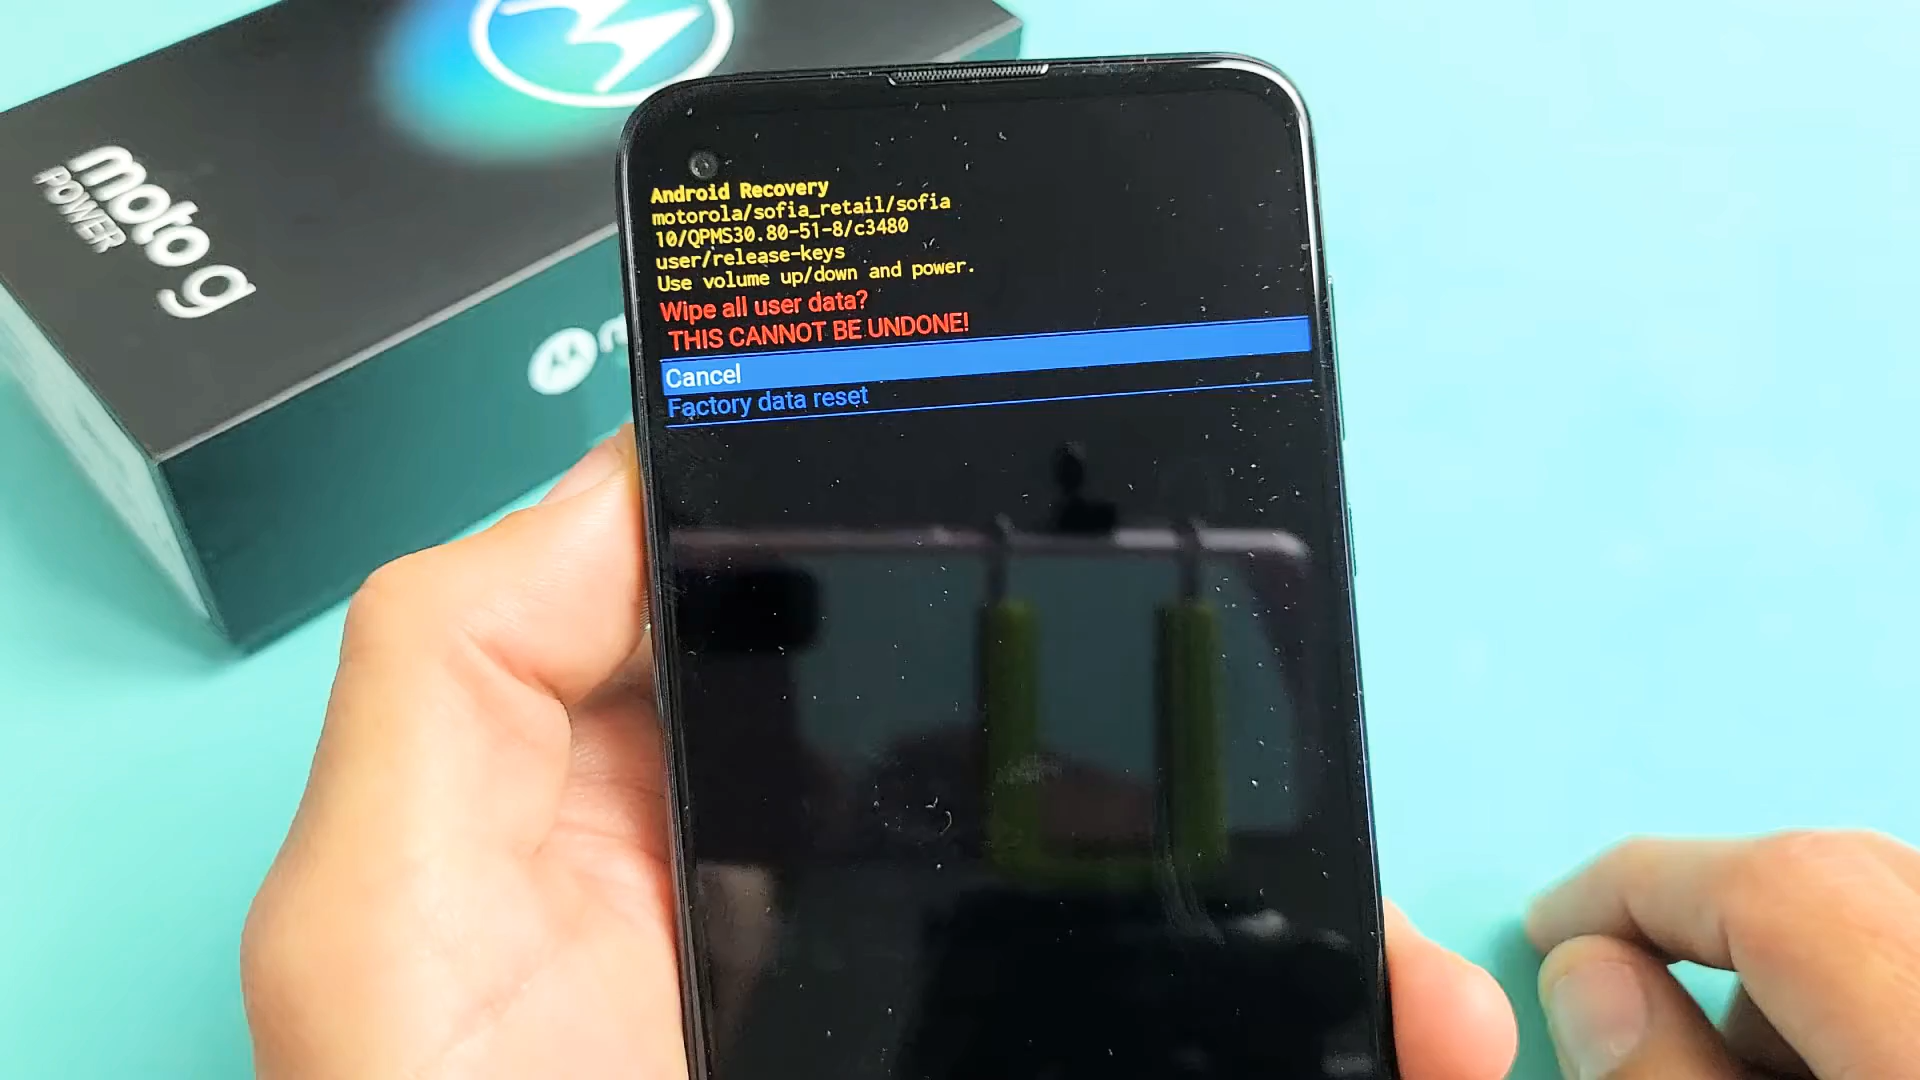 moto g
POWER
Android Recovery
motorola/sofia_retail/sofia
10/QPMS30.80-51-8/c3480
user/release-keys
Use volume up/down and power.
Wipe all user data?
THIS CANNOT BE UNDONE!
Cancel
Factory data reset